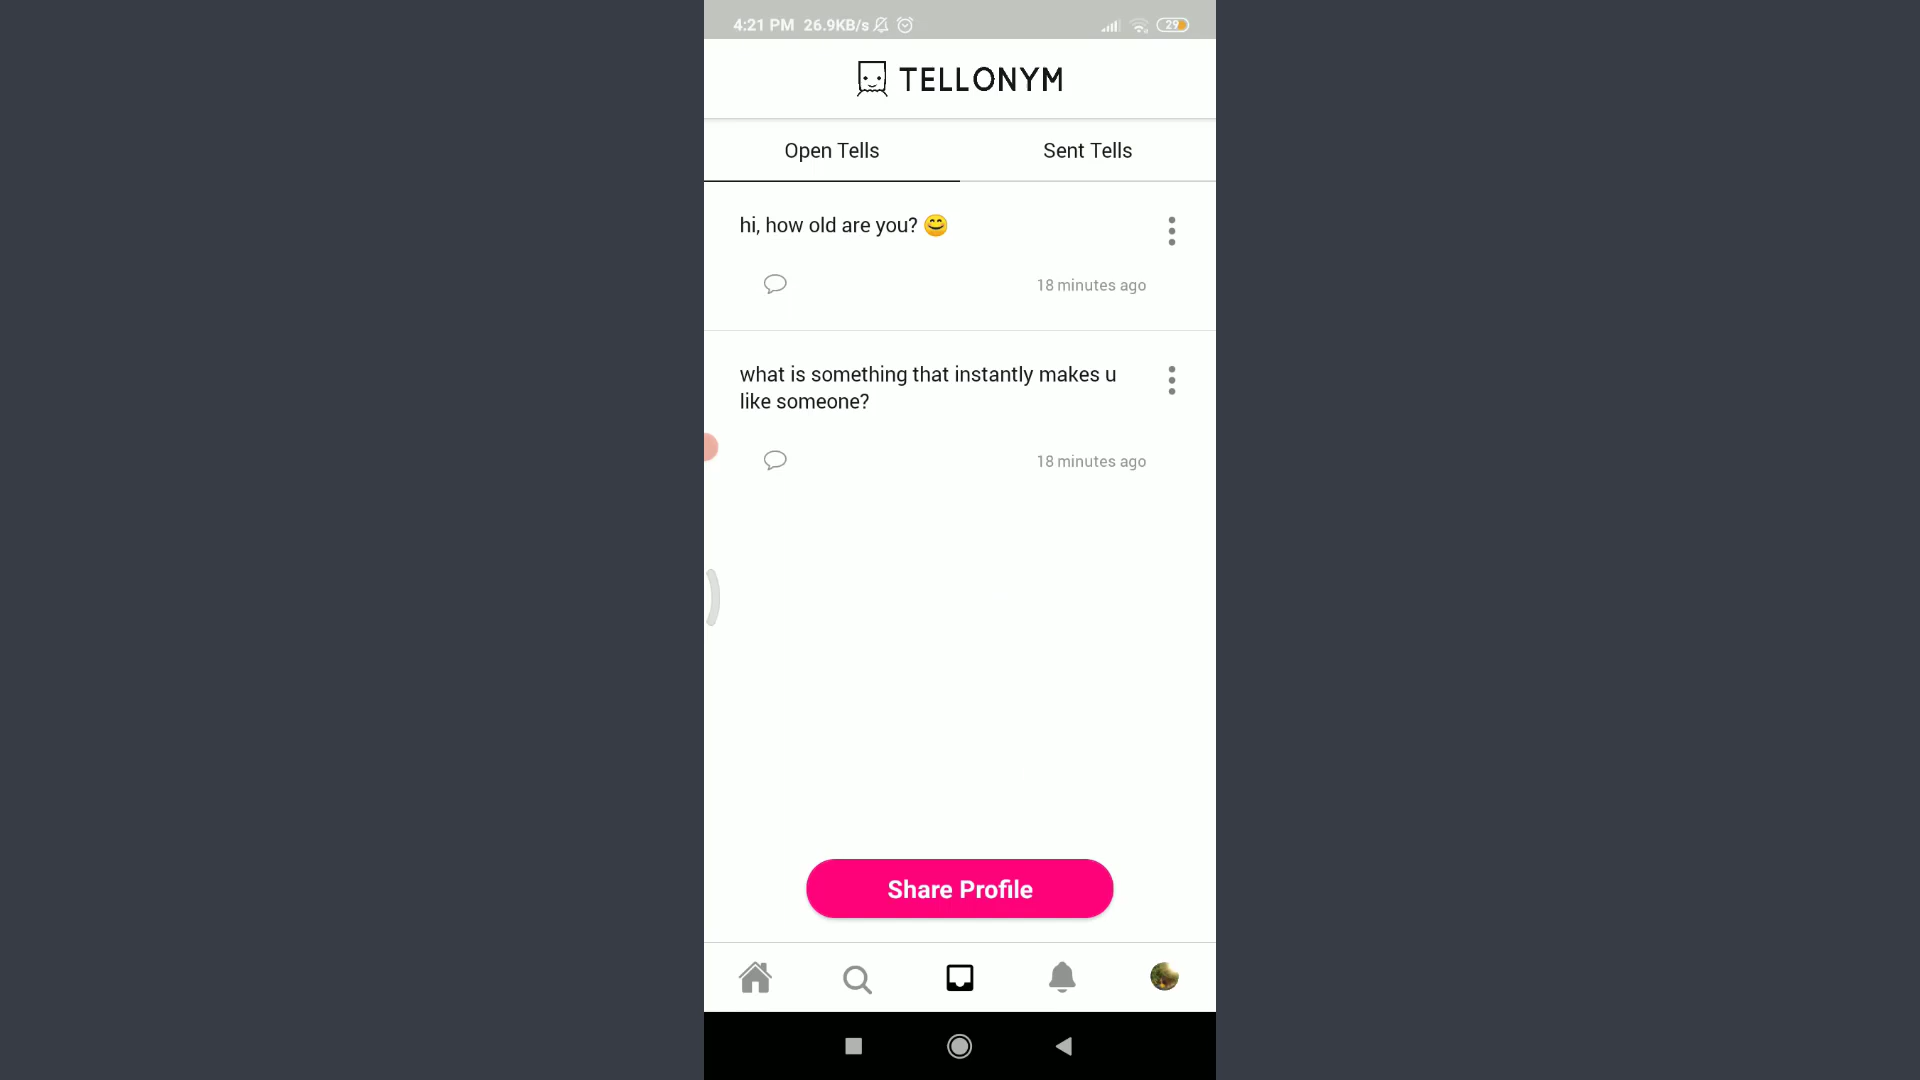 4:21 PM 26.9KB/s 29
TELLONYM
Open Tells Sent Tells
hi, how old are you? 😊
18 minutes ago
what is something that instantly makes u
like someone?
18 minutes ago
Share Profile